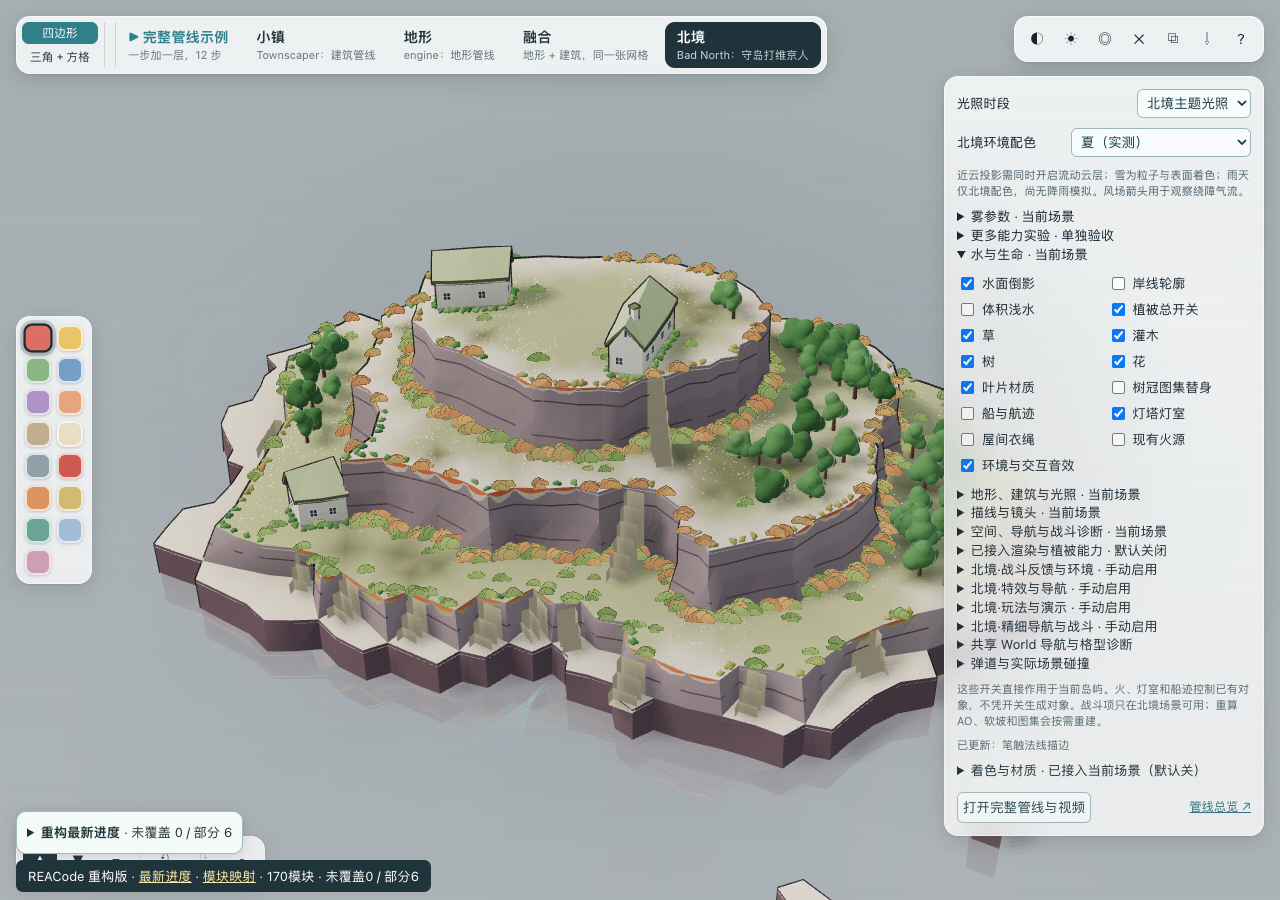 四边形
三角 + 方格
▶ 完整管线示例
一步加一层，12 步
小镇
Townscaper：建筑管线
地形
engine：地形管线
融合
地形 + 建筑，同一张网格
北境
Bad North：守岛打维京人
?
光照时段
北境主题光照
北境环境配色
夏（实测）
近云投影需同时开启流动云层；雪为粒子与表面着色；雨天
仅北境配色，尚无降雨模拟。风场箭头用于观察绕障气流。
▶ 雾参数 · 当前场景
▶ 更多能力实验 · 单独验收
▼ 水与生命 · 当前场景
水面倒影
岸线轮廓
体积浅水
植被总开关
草
灌木
树
花
叶片材质
树冠图集替身
船与航迹
灯塔灯室
屋间衣绳
现有火源
环境与交互音效
▶ 地形、建筑与光照 · 当前场景
▶ 描线与镜头 · 当前场景
▶ 空间、导航与战斗诊断 · 当前场景
▶ 已接入渲染与植被能力 · 默认关闭
▶ 北境·战斗反馈与环境 · 手动启用
▶ 北境·特效与导航 · 手动启用
▶ 北境·玩法与演示 · 手动启用
▶ 北境·精细导航与战斗 · 手动启用
▶ 共享 World 导航与格型诊断
▶ 弹道与实际场景碰撞
这些开关直接作用于当前岛屿。火、灯室和船迹控制已有对
象，不凭开关生成对象。战斗项只在北境场景可用；重算
AO、软坡和图集会按需重建。
已更新：笔触法线描边
▶ 着色与材质 · 已接入当前场景（默认关）
打开完整管线与视频
管线总览 ↗
▶ 重构最新进度 · 未覆盖 0 / 部分 6
REACode 重构版 · 最新进度 · 模块映射 · 170模块 · 未覆盖0 / 部分6